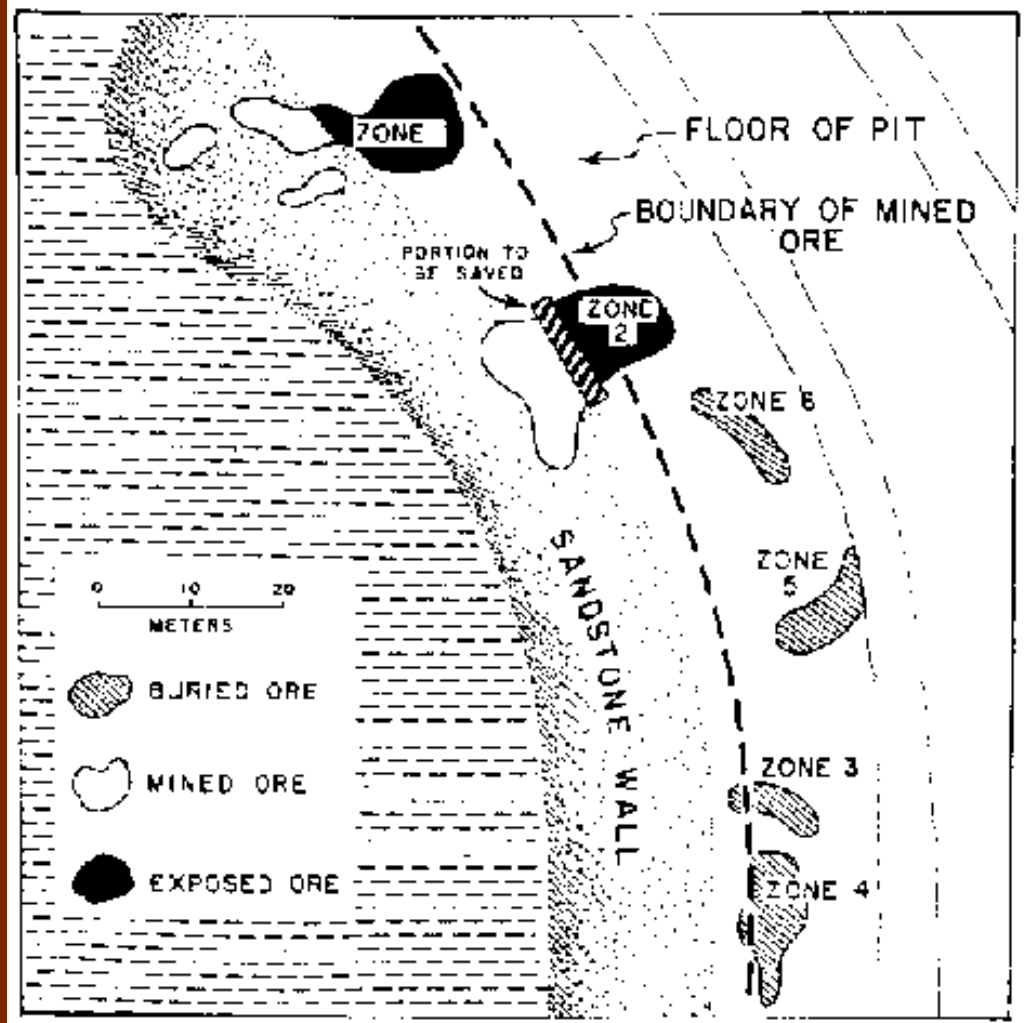 ZONE
FLOOR OF PIT
BOUNDARY OF MINED
ORE
PORTION TO
BE SAVED
ZONE
2
ZONE 6
ZONE
5
SANDSTONE WALL
0 10 20
METERS
BURIED ORE
MINED ORE
EXPOSED ORE
ZONE 3
ZONE 4